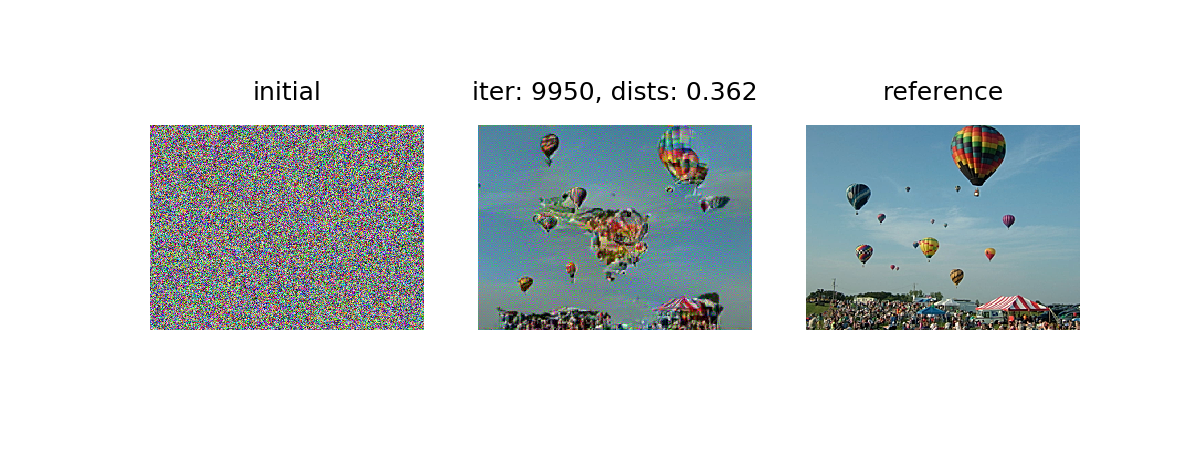 initial
iter: 9950, dists: 0.362
reference